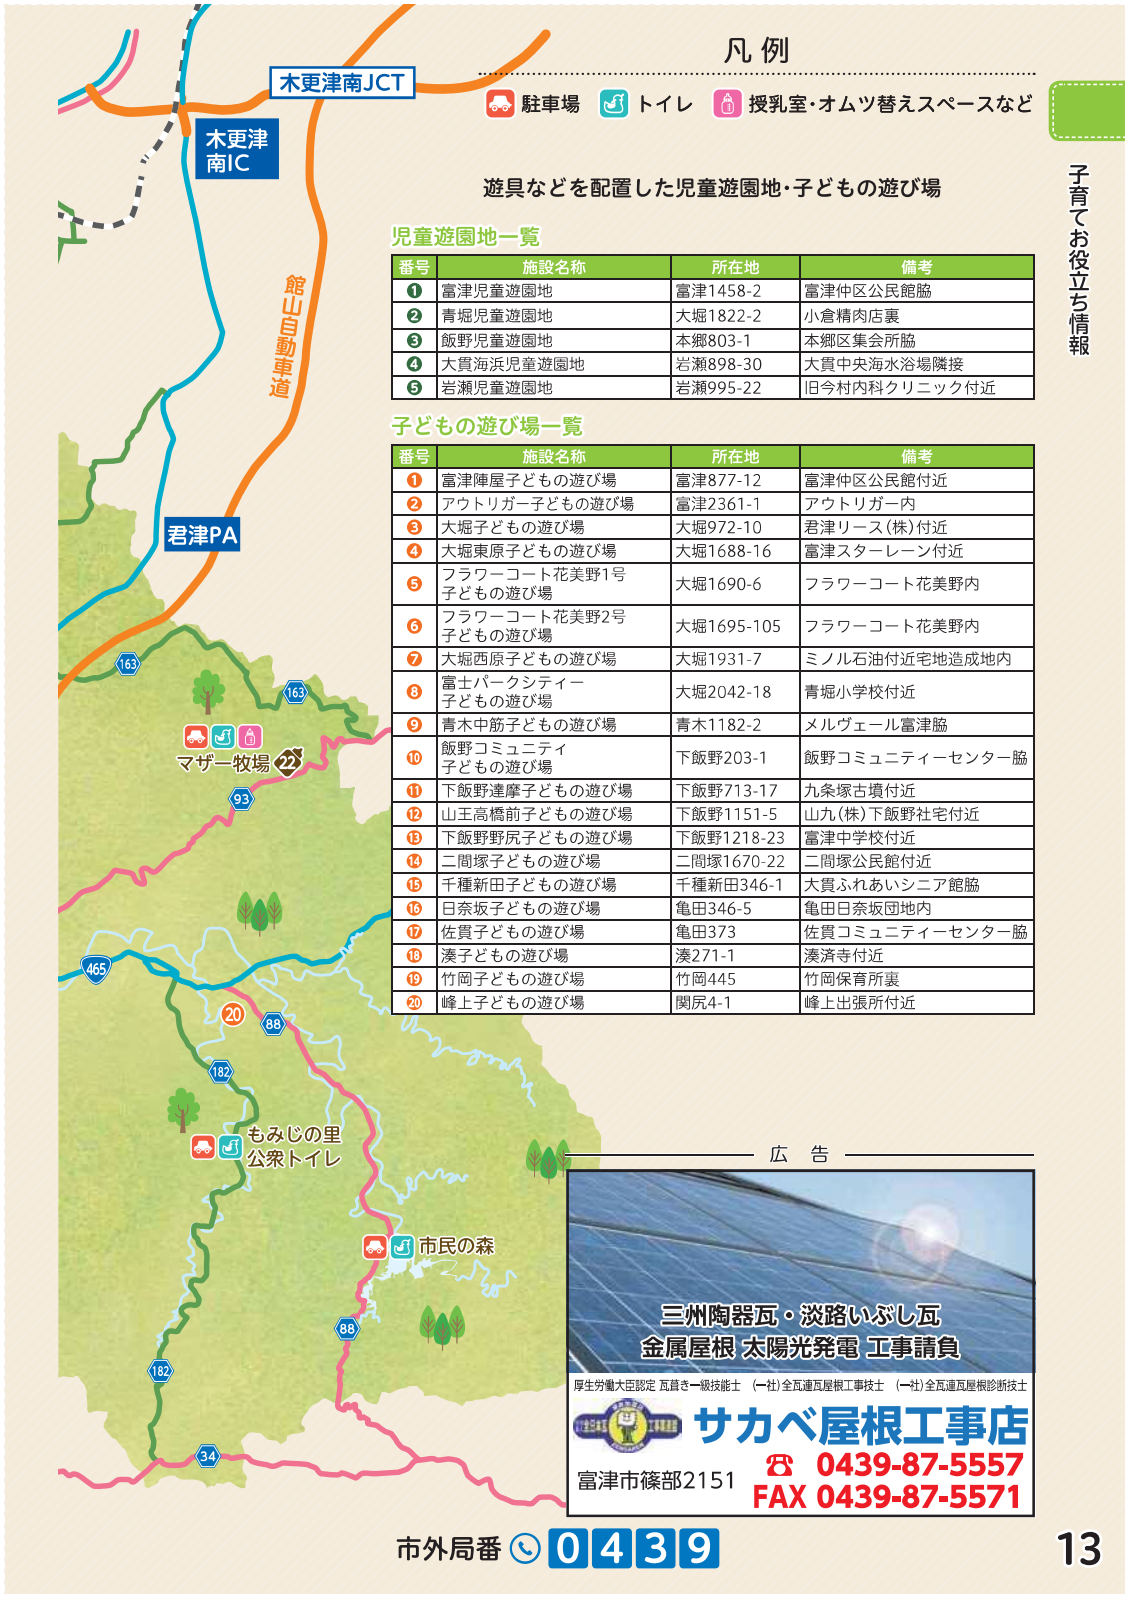 凡例
駐車場 トイレ 授乳室・オムツ替えスペースなど
遊具などを配置した児童遊園地・子どもの遊び場
子育てお役立ち情報
児童遊園地一覧
番号 施設名称 所在地 備考
1 富津児童遊園地 富津1458-2 富津仲区公民館脇
2 青堀児童遊園地 大堀1822-2 小倉精肉店裏
3 飯野児童遊園地 本郷803-1 本郷区集会所脇
4 大貫海浜児童遊園地 岩瀬898-30 大貫中央海水浴場隣接
5 岩瀬児童遊園地 岩瀬995-22 旧今村内科クリニック付近
子どもの遊び場一覧
番号 施設名称 所在地 備考
1 富津陣屋子どもの遊び場 富津877-12 富津仲区公民館付近
2 アウトリガー子どもの遊び場 富津2361-1 アウトリガー内
3 大堀子どもの遊び場 大堀972-10 君津リース(株)付近
4 大堀東原子どもの遊び場 大堀1688-16 富津スターレーン付近
5 フラワーコート花美野1号
子どもの遊び場 大堀1690-6 フラワーコート花美野内
6 フラワーコート花美野2号
子どもの遊び場 大堀1695-105 フラワーコート花美野内
7 大堀西原子どもの遊び場 大堀1931-7 ミノル石油付近宅地造成地内
8 富士パークシティー
子どもの遊び場 大堀2042-18 青堀小学校付近
9 青木中筋子どもの遊び場 青木1182-2 メルヴェール富津脇
10 飯野コミュニティ
子どもの遊び場 下飯野203-1 飯野コミュニティーセンター脇
11 下飯野達摩子どもの遊び場 下飯野713-17 九条塚古墳付近
12 山王高橋前子どもの遊び場 下飯野1151-5 山九(株)下飯野社宅付近
13 下飯野野尻子どもの遊び場 下飯野1218-23 富津中学校付近
14 二間塚子どもの遊び場 二間塚1670-22 二間塚公民館付近
15 千種新田子どもの遊び場 千種新田346-1 大貫ふれあいシニア館脇
16 日奈坂子どもの遊び場 亀田346-5 亀田日奈坂団地内
17 佐貫子どもの遊び場 亀田373 佐貫コミュニティーセンター脇
18 湊子どもの遊び場 湊271-1 湊済寺付近
19 竹岡子どもの遊び場 竹岡445 竹岡保育所裏
20 峰上子どもの遊び場 関尻4-1 峰上出張所付近
木更津南JCT
木更津
南IC
館山自動車道
君津PA
163
163
マザー牧場 22
93
465
20
88
182
もみじの里
公衆トイレ
市民の森
88
182
34
広告
三州陶器瓦・淡路いぶし瓦
金属屋根 太陽光発電 工事請負
厚生労働大臣認定 瓦葺き一級技能士 (一社)全瓦連瓦屋根工事技士 (一社)全瓦連瓦屋根診断技士
サカベ屋根工事店
富津市篠部2151
☎ 0439-87-5557
FAX 0439-87-5571
市外局番 0439
13